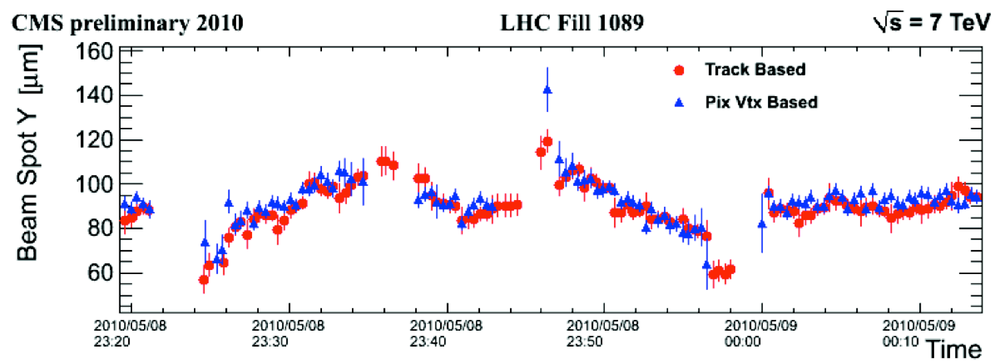 CMS preliminary 2010 LHC Fill 1089 √s = 7 TeV
Beam Spot Y [μm]
160
140
120
100
80
60
Track Based
Pix Vtx Based
2010/05/08 2010/05/08 2010/05/08 2010/05/08 2010/05/09 2010/05/09
23:20 23:30 23:40 23:50 00:00 00:10
Time